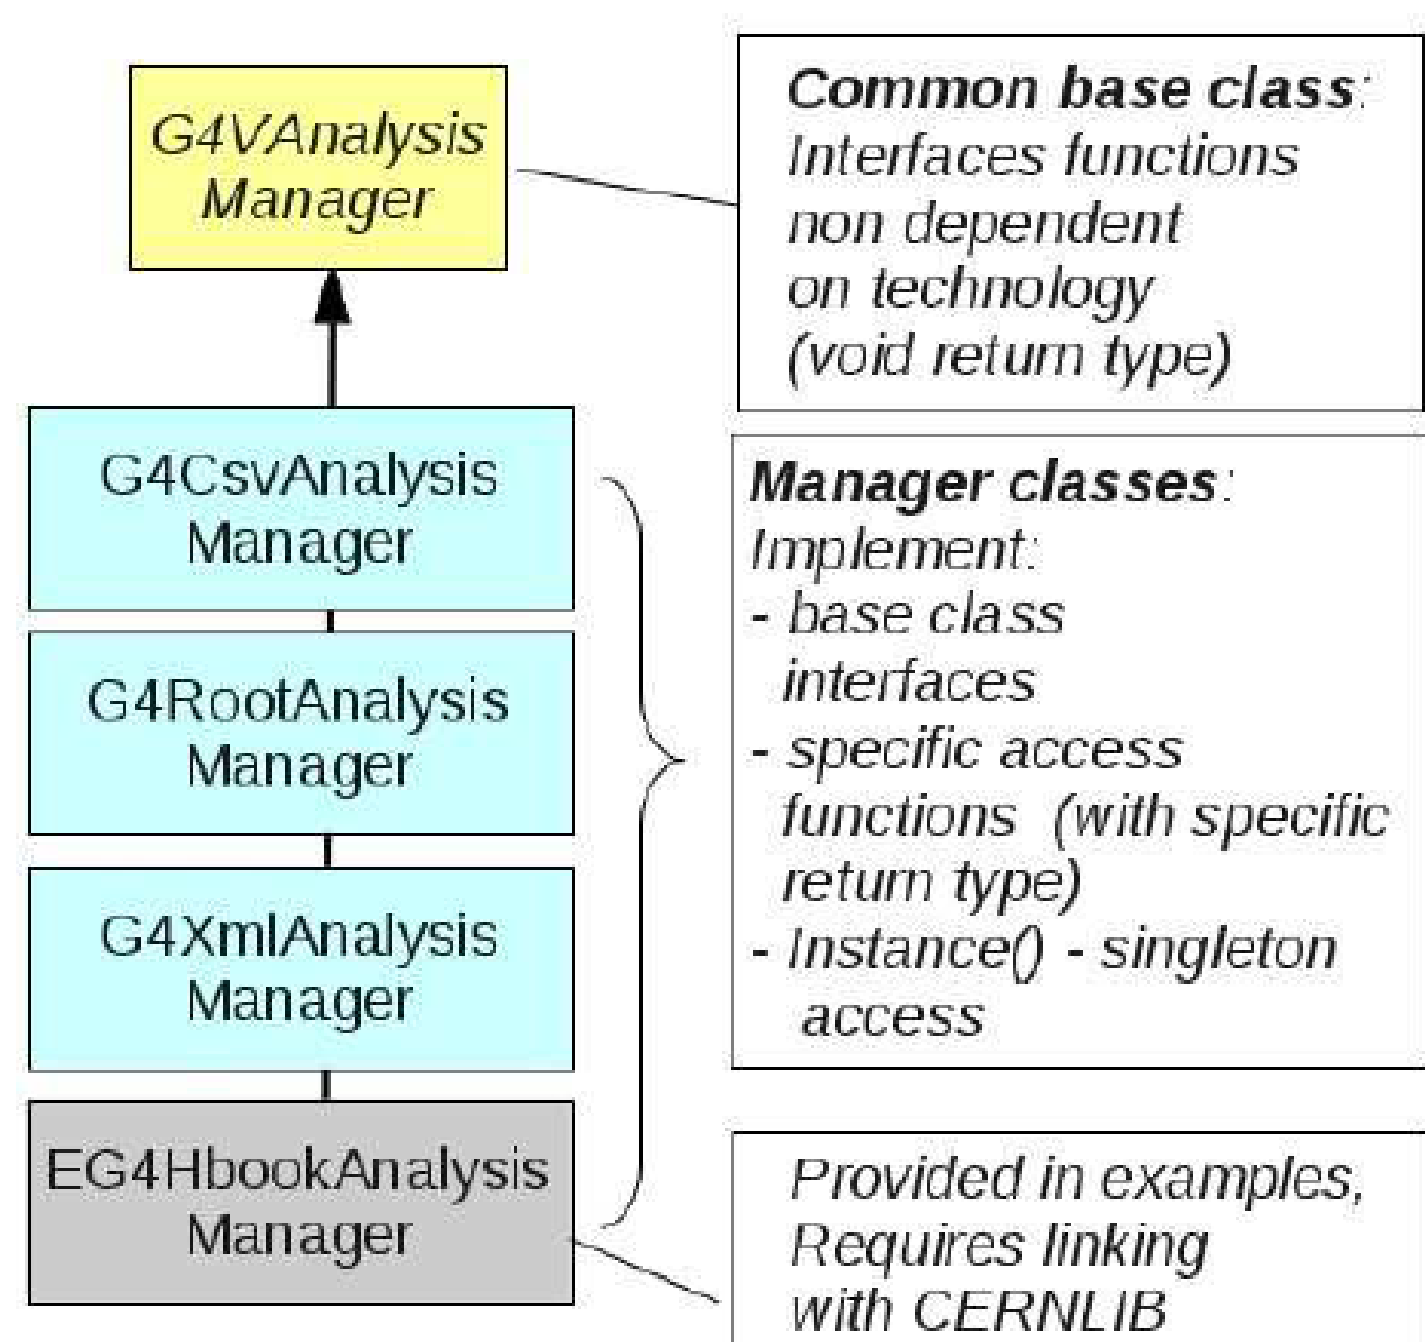 G4VAnalysis
Manager
Common base class:
Interfaces functions
non dependent
on technology
(void return type)
G4CsvAnalysis
Manager
G4RootAnalysis
Manager
G4XmlAnalysis
Manager
EG4HbookAnalysis
Manager
Manager classes:
Implement:
- base class
interfaces
- specific access
functions (with specific
return type)
- Instance() - singleton
access
Provided in examples,
Requires linking
with CERNLIB